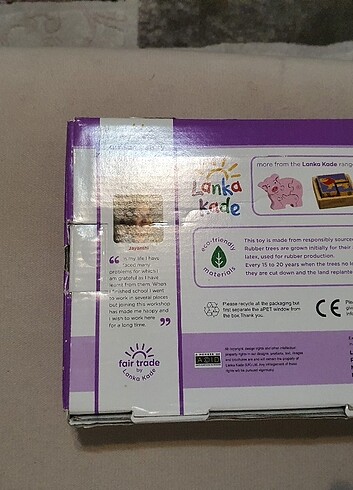 Lanka
kade
more from the Lanka Kade range
Jayanthi
“In my life I have
faced many
problems for which I
am grateful as I have
learnt from them. When
I finished school I went
to work in several places
but joining this workshop
has made me happy and
I wish to work here
for a long time.”
eco-friendly
materials
This toy is made from responsibly source
Rubber trees are grown initially for their
latex, used for rubber production.
Every 15 to 20 years when the trees no lo
they are cut down and the land replante
Please recycle all the packaging but
first separate the aPET window from
the box.Thank you.
CE
fair trade
by
Lanka Kade
ACID
All copyright, design rights and other intellectual
property rights in our designs, products, text, images
and brochures are and will remain the property of
Lanka Kade (UK) Ltd. Any infringement of these
rights will be pursued vigorously.